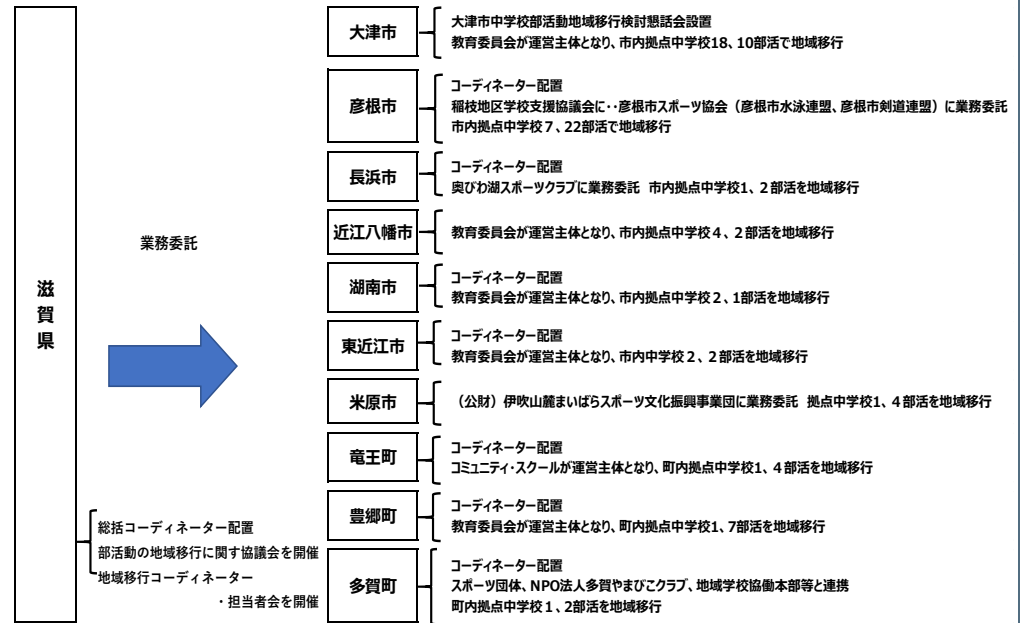 滋賀県
業務委託
総括コーディネーター配置
部活動の地域移行に関す協議会を開催
地域移行コーディネーター
・担当者会を開催
大津市
大津市中学校部活動地域移行検討懇話会設置
教育委員会が運営主体となり、市内拠点中学校18、10部活で地域移行
彦根市
コーディネーター配置
稲枝地区学校支援協議会に・・彦根市スポーツ協会（彦根市水泳連盟、彦根市剣道連盟）に業務委託
市内拠点中学校７、22部活で地域移行
長浜市
コーディネーター配置
奥びわ湖スポーツクラブに業務委託　市内拠点中学校1、２部活を地域移行
近江八幡市
教育委員会が運営主体となり、市内拠点中学校４、２部活を地域移行
湖南市
コーディネーター配置
教育委員会が運営主体となり、市内拠点中学校２、1部活を地域移行
東近江市
コーディネーター配置
教育委員会が運営主体となり、市内中学校２、２部活を地域移行
米原市
（公財）伊吹山麓まいばらスポーツ文化振興事業団に業務委託　拠点中学校1、４部活を地域移行
竜王町
コーディネーター配置
コミュニティ・スクールが運営主体となり、町内拠点中学校1、４部活を地域移行
豊郷町
コーディネーター配置
教育委員会が運営主体となり、町内拠点中学校1、7部活を地域移行
多賀町
コーディネーター配置
スポーツ団体、NPO法人多賀やまびこクラブ、地域学校協働本部等と連携
町内拠点中学校１、2部活を地域移行